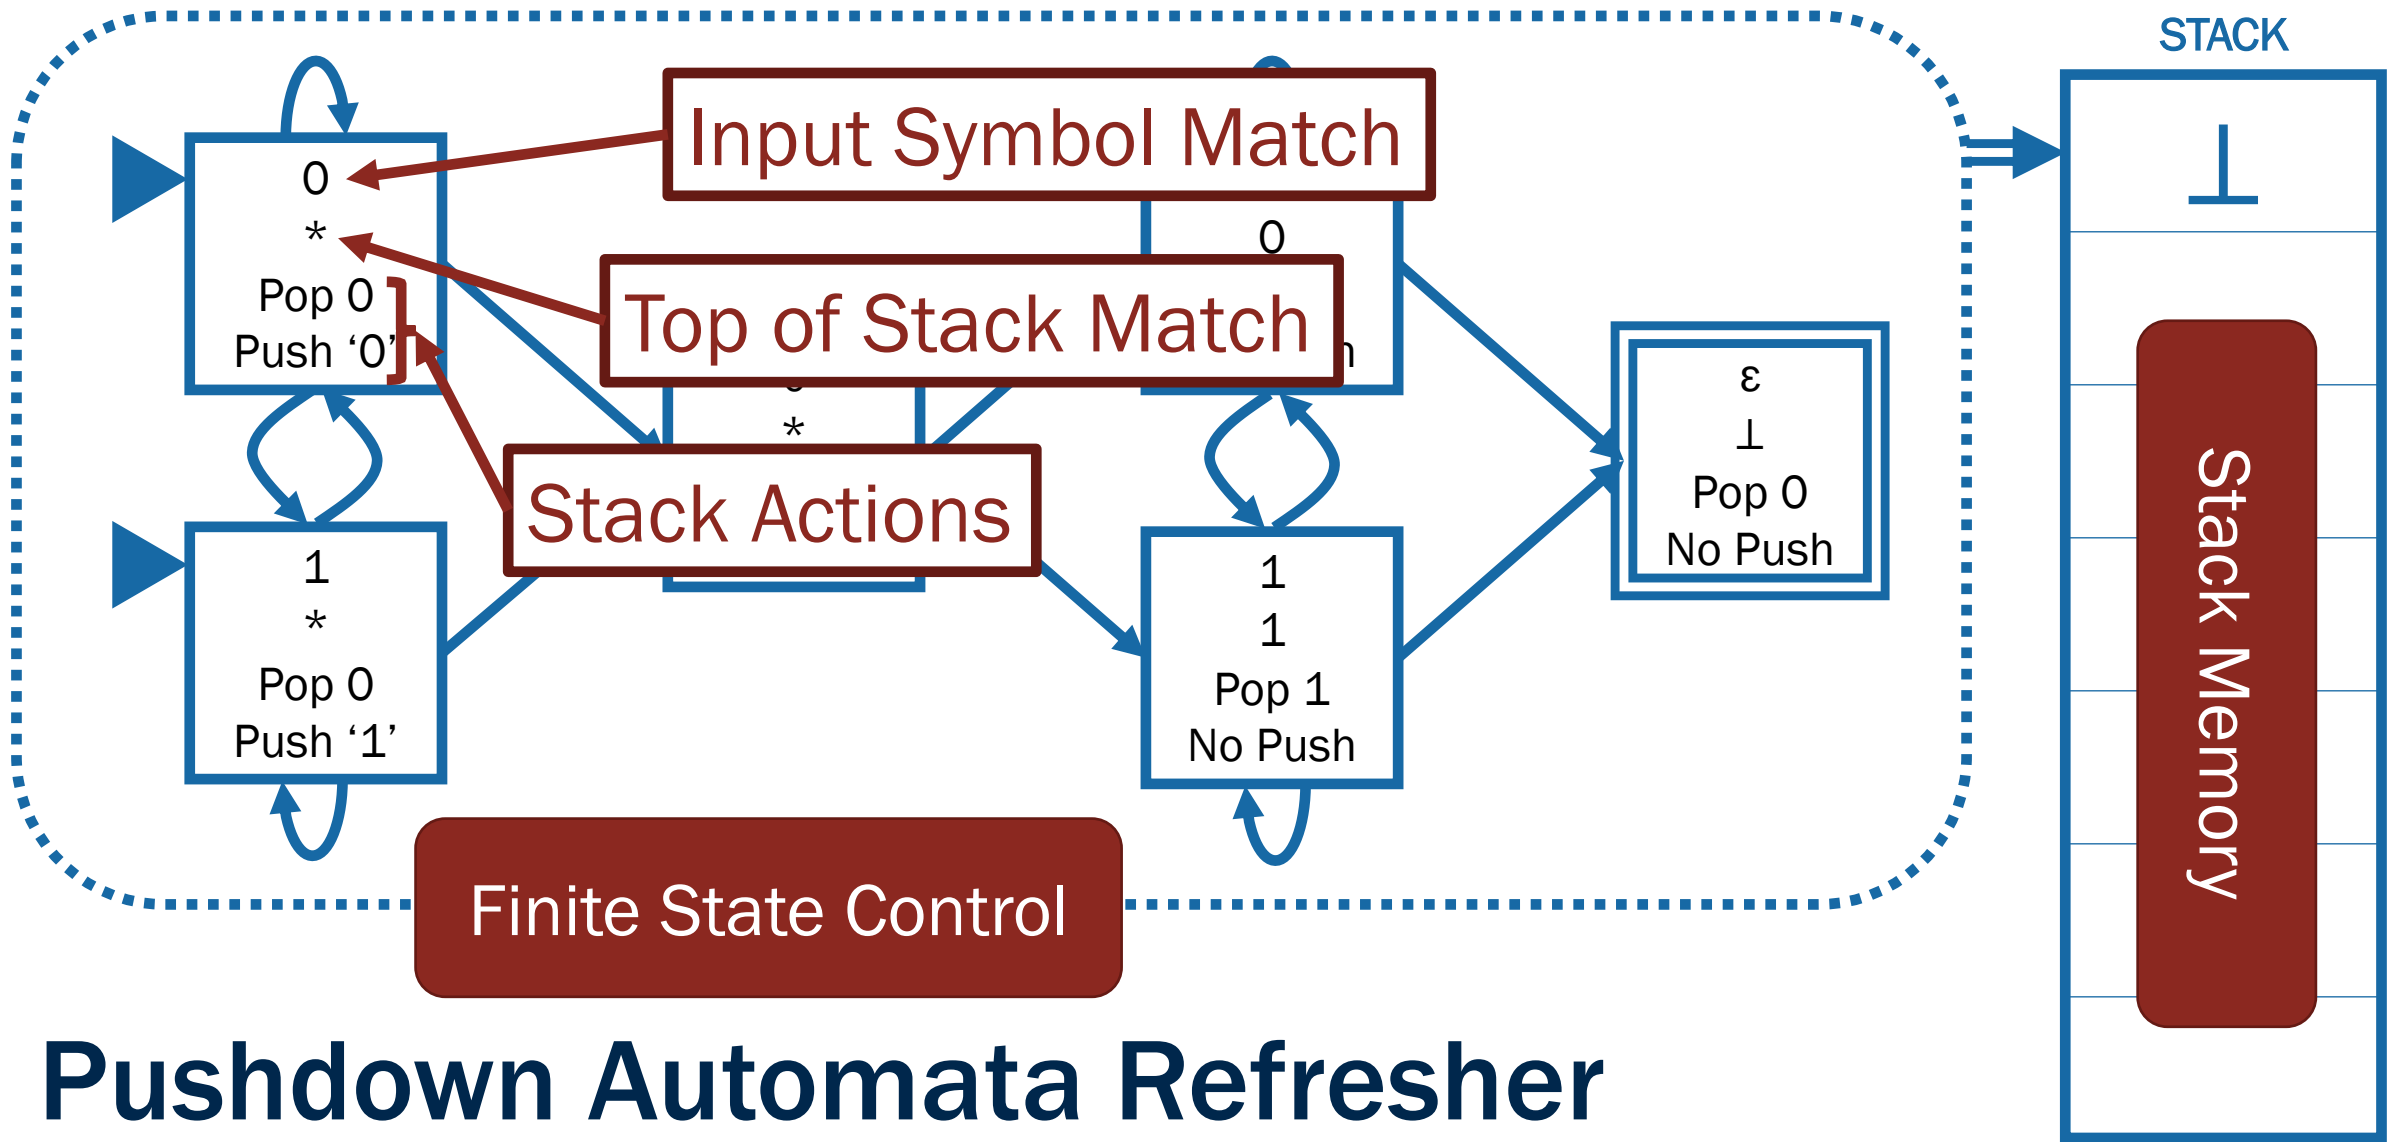 STACK
Input Symbol Match
0
*
Pop 0
Push ‘0’
0
Top of Stack Match
*
Stack Actions
1
*
Pop 0
Push ‘1’
1
1
Pop 1
No Push
ε
⊥
Pop 0
No Push
⊥
Stack Memory
Finite State Control
Pushdown Automata Refresher